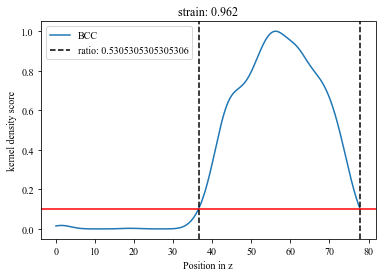 strain: 0.962
BCC
ratio: 0.5305305305305306
kernel density score
1.0
0.8
0.6
0.4
0.2
0.0
0 10 20 30 40 50 60 70 80
Position in z